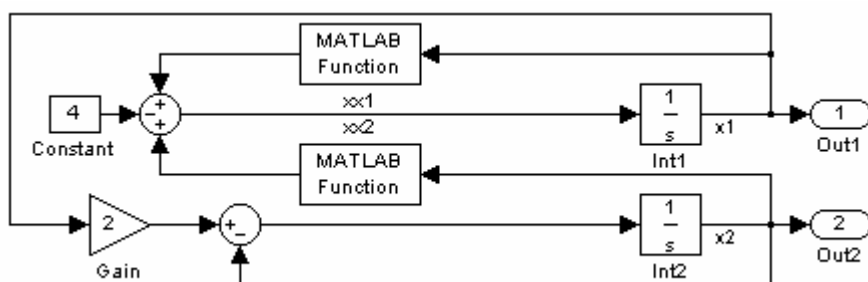 MATLAB
Function
xx1
4
+
-
+
xx2
Constant
1
s
x1
Int1
1
Out1
MATLAB
Function
2
Gain
+
-
1
s
x2
Int2
2
Out2